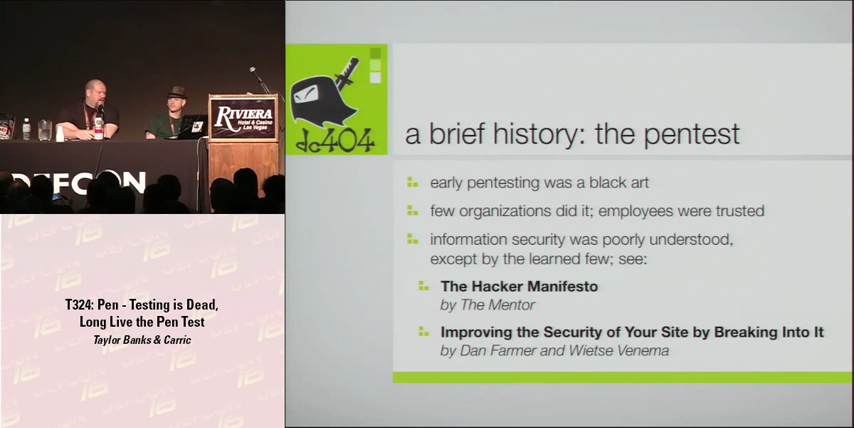 RIVIERA
Hotel & Casino
Las Vegas
DEFCON
T324: Pen - Testing is Dead,
Long Live the Pen Test
Taylor Banks & Carric
dc404
a brief history: the pentest
early pentesting was a black art
few organizations did it; employees were trusted
information security was poorly understood,
except by the learned few; see:
The Hacker Manifesto
by The Mentor
Improving the Security of Your Site by Breaking Into It
by Dan Farmer and Wietse Venema